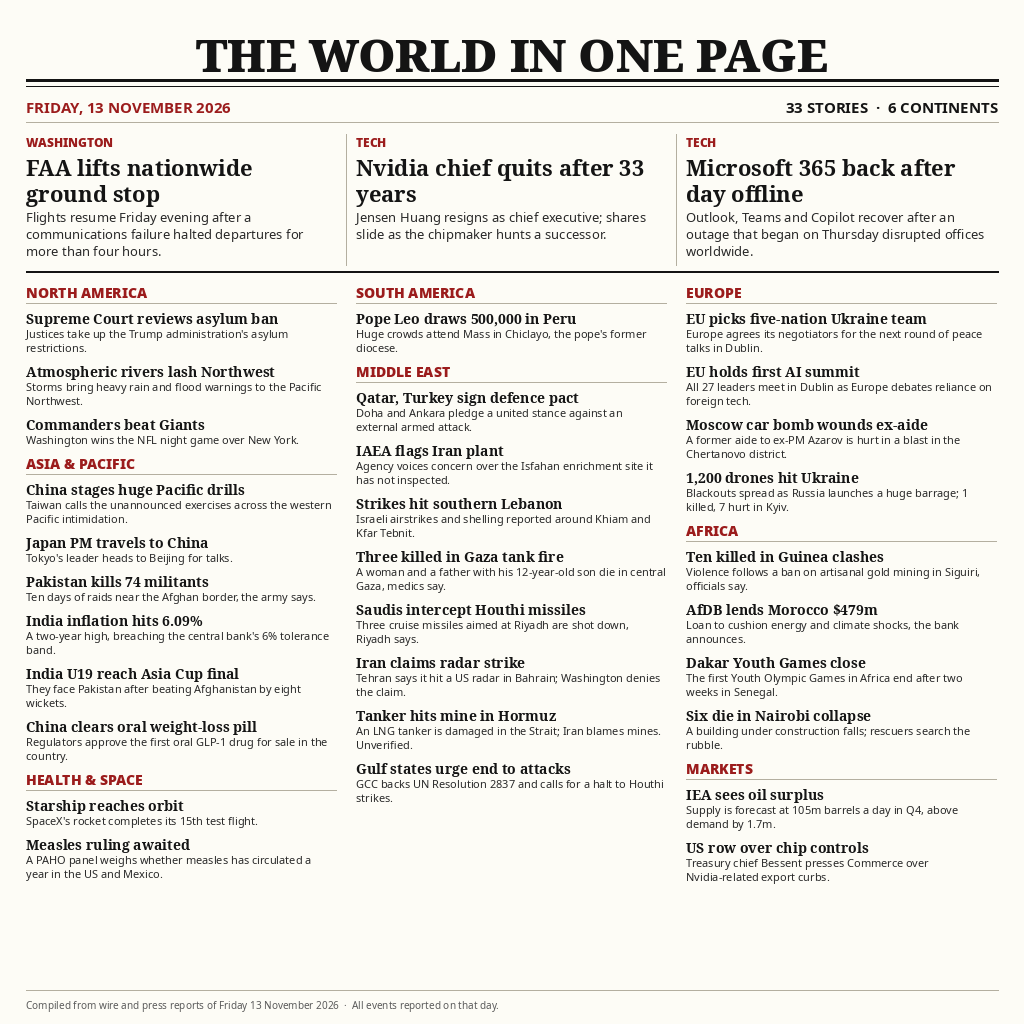 THE WORLD IN ONE PAGE
FRIDAY, 13 NOVEMBER 2026
33 STORIES · 6 CONTINENTS
WASHINGTON
FAA lifts nationwide
ground stop
Flights resume Friday evening after a
communications failure halted departures for
more than four hours.
TECH
Nvidia chief quits after 33
years
Jensen Huang resigns as chief executive; shares
slide as the chipmaker hunts a successor.
TECH
Microsoft 365 back after
day offline
Outlook, Teams and Copilot recover after an
outage that began on Thursday disrupted offices
worldwide.
NORTH AMERICA
Supreme Court reviews asylum ban
Justices take up the Trump administration's asylum
restrictions.
Atmospheric rivers lash Northwest
Storms bring heavy rain and flood warnings to the Pacific
Northwest.
Commanders beat Giants
Washington wins the NFL night game over New York.
ASIA & PACIFIC
China stages huge Pacific drills
Taiwan calls the unannounced exercises across the western
Pacific intimidation.
Japan PM travels to China
Tokyo's leader heads to Beijing for talks.
Pakistan kills 74 militants
Ten days of raids near the Afghan border, the army says.
India inflation hits 6.09%
A two-year high, breaching the central bank's 6% tolerance
band.
India U19 reach Asia Cup final
They face Pakistan after beating Afghanistan by eight
wickets.
China clears oral weight-loss pill
Regulators approve the first oral GLP-1 drug for sale in the
country.
HEALTH & SPACE
Starship reaches orbit
SpaceX's rocket completes its 15th test flight.
Measles ruling awaited
A PAHO panel weighs whether measles has circulated a
year in the US and Mexico.
SOUTH AMERICA
Pope Leo draws 500,000 in Peru
Huge crowds attend Mass in Chiclayo, the pope's former
diocese.
MIDDLE EAST
Qatar, Turkey sign defence pact
Doha and Ankara pledge a united stance against an
external armed attack.
IAEA flags Iran plant
Agency voices concern over the Isfahan enrichment site it
has not inspected.
Strikes hit southern Lebanon
Israeli airstrikes and shelling reported around Khiam and
Kfar Tebnit.
Three killed in Gaza tank fire
A woman and a father with his 12-year-old son die in central
Gaza, medics say.
Saudis intercept Houthi missiles
Three cruise missiles aimed at Riyadh are shot down,
Riyadh says.
Iran claims radar strike
Tehran says it hit a US radar in Bahrain; Washington denies
the claim.
Tanker hits mine in Hormuz
An LNG tanker is damaged in the Strait; Iran blames mines.
Unverified.
Gulf states urge end to attacks
GCC backs UN Resolution 2837 and calls for a halt to Houthi
strikes.
EUROPE
EU picks five-nation Ukraine team
Europe agrees its negotiators for the next round of peace
talks in Dublin.
EU holds first AI summit
All 27 leaders meet in Dublin as Europe debates reliance on
foreign tech.
Moscow car bomb wounds ex-aide
A former aide to ex-PM Azarov is hurt in a blast in the
Chertanovo district.
1,200 drones hit Ukraine
Blackouts spread as Russia launches a huge barrage; 1
killed, 7 hurt in Kyiv.
AFRICA
Ten killed in Guinea clashes
Violence follows a ban on artisanal gold mining in Siguiri,
officials say.
AfDB lends Morocco $479m
Loan to cushion energy and climate shocks, the bank
announces.
Dakar Youth Games close
The first Youth Olympic Games in Africa end after two
weeks in Senegal.
Six die in Nairobi collapse
A building under construction falls; rescuers search the
rubble.
MARKETS
IEA sees oil surplus
Supply is forecast at 105m barrels a day in Q4, above
demand by 1.7m.
US row over chip controls
Treasury chief Bessent presses Commerce over
Nvidia-related export curbs.
Compiled from wire and press reports of Friday 13 November 2026 · All events reported on that day.